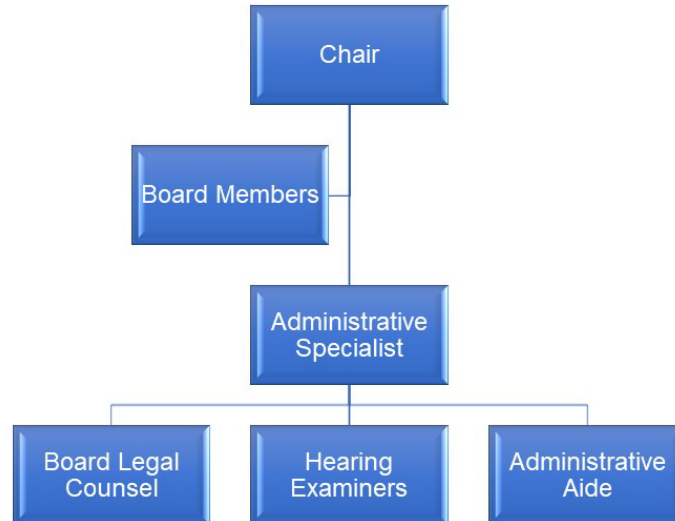 Chair
Board Members
Administrative
Specialist
Board Legal
Counsel
Hearing
Examiners
Administrative
Aide